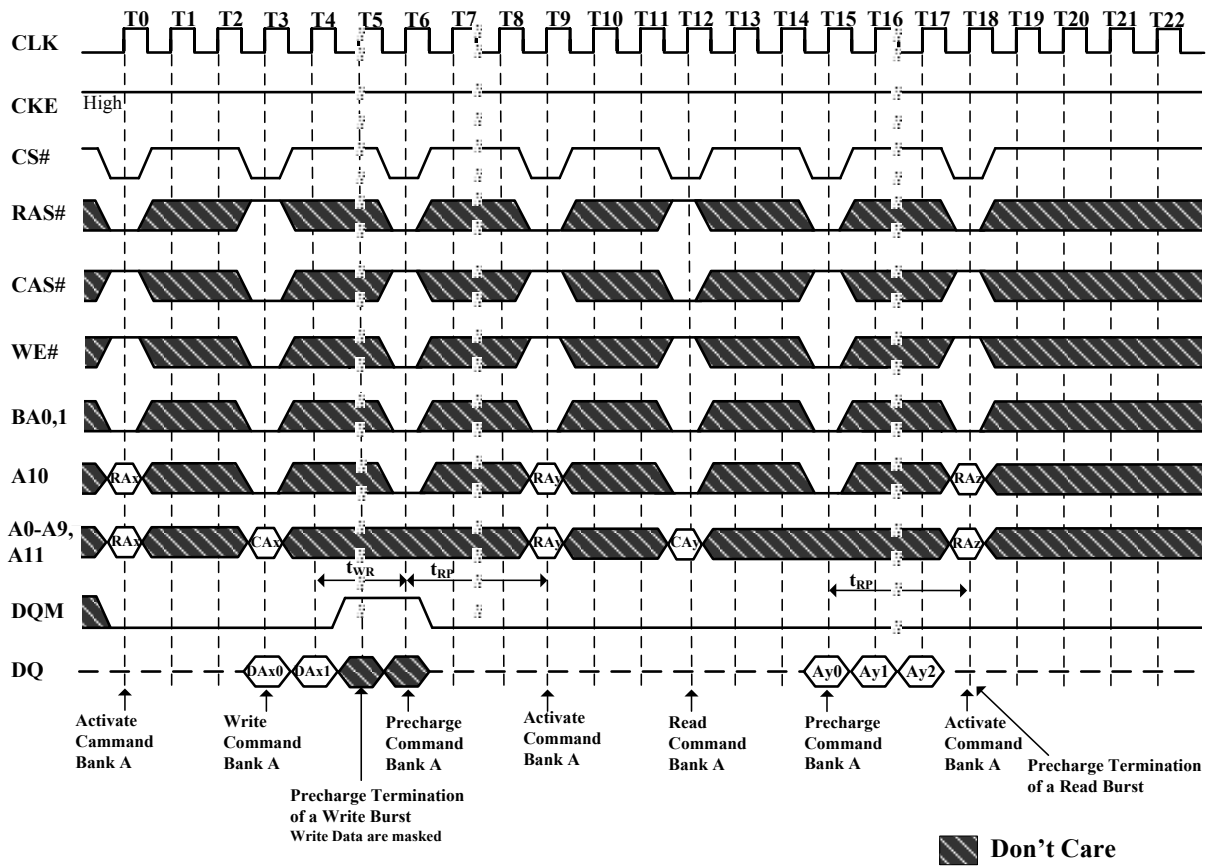 T0 T1 T2 T3 T4 T5 T6 T7 T8 T9 T10 T11 T12 T13 T14 T15 T16 T17 T18 T19 T20 T21 T22
CLK
CKE High
CS#
RAS#
CAS#
WE#
BA0,1
A10 RAx RAy RAz
A0-A9,
A11 RAx CAx RAy CAy RAz
tWR tRP tRP
DQM
DQ DAx0 DAx1 Ay0 Ay1 Ay2
Activate
Cammand
Bank A
Write
Command
Bank A
Precharge
Command
Bank A
Activate
Command
Bank A
Read
Command
Bank A
Precharge
Command
Bank A
Activate
Command
Bank A
Precharge Termination
of a Read Burst
Precharge Termination
of a Write Burst
Write Data are masked
Don't Care